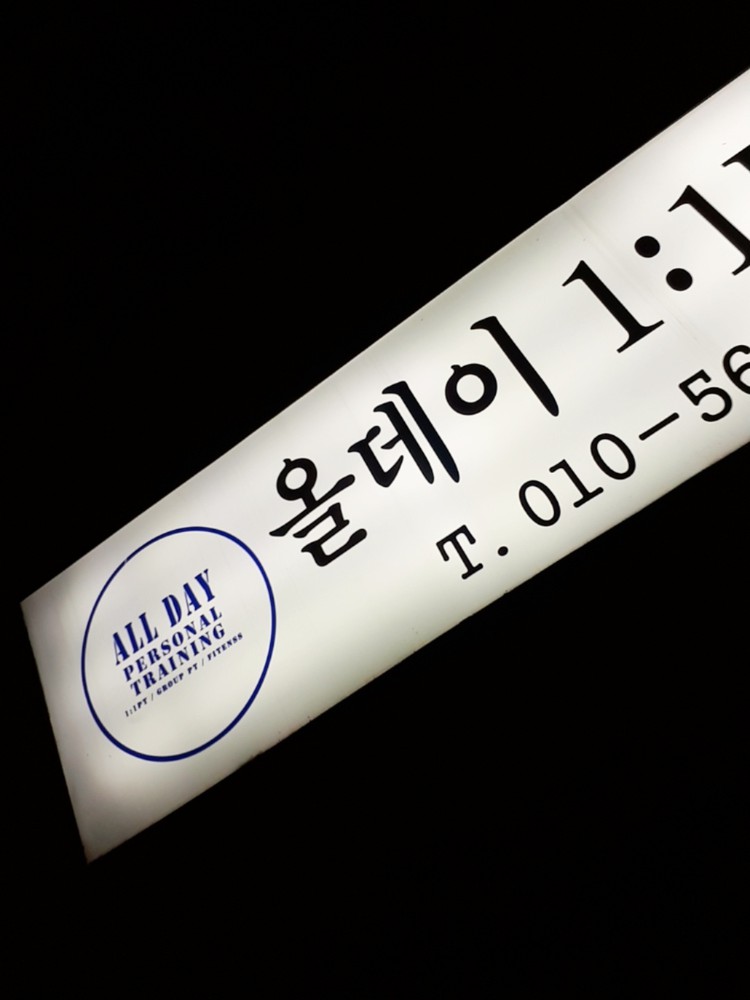 ALL DAY
PERSONAL
TRAINING
1:1PT / GROUP PT / FITENSS
올데이 1:1
T. 010-56